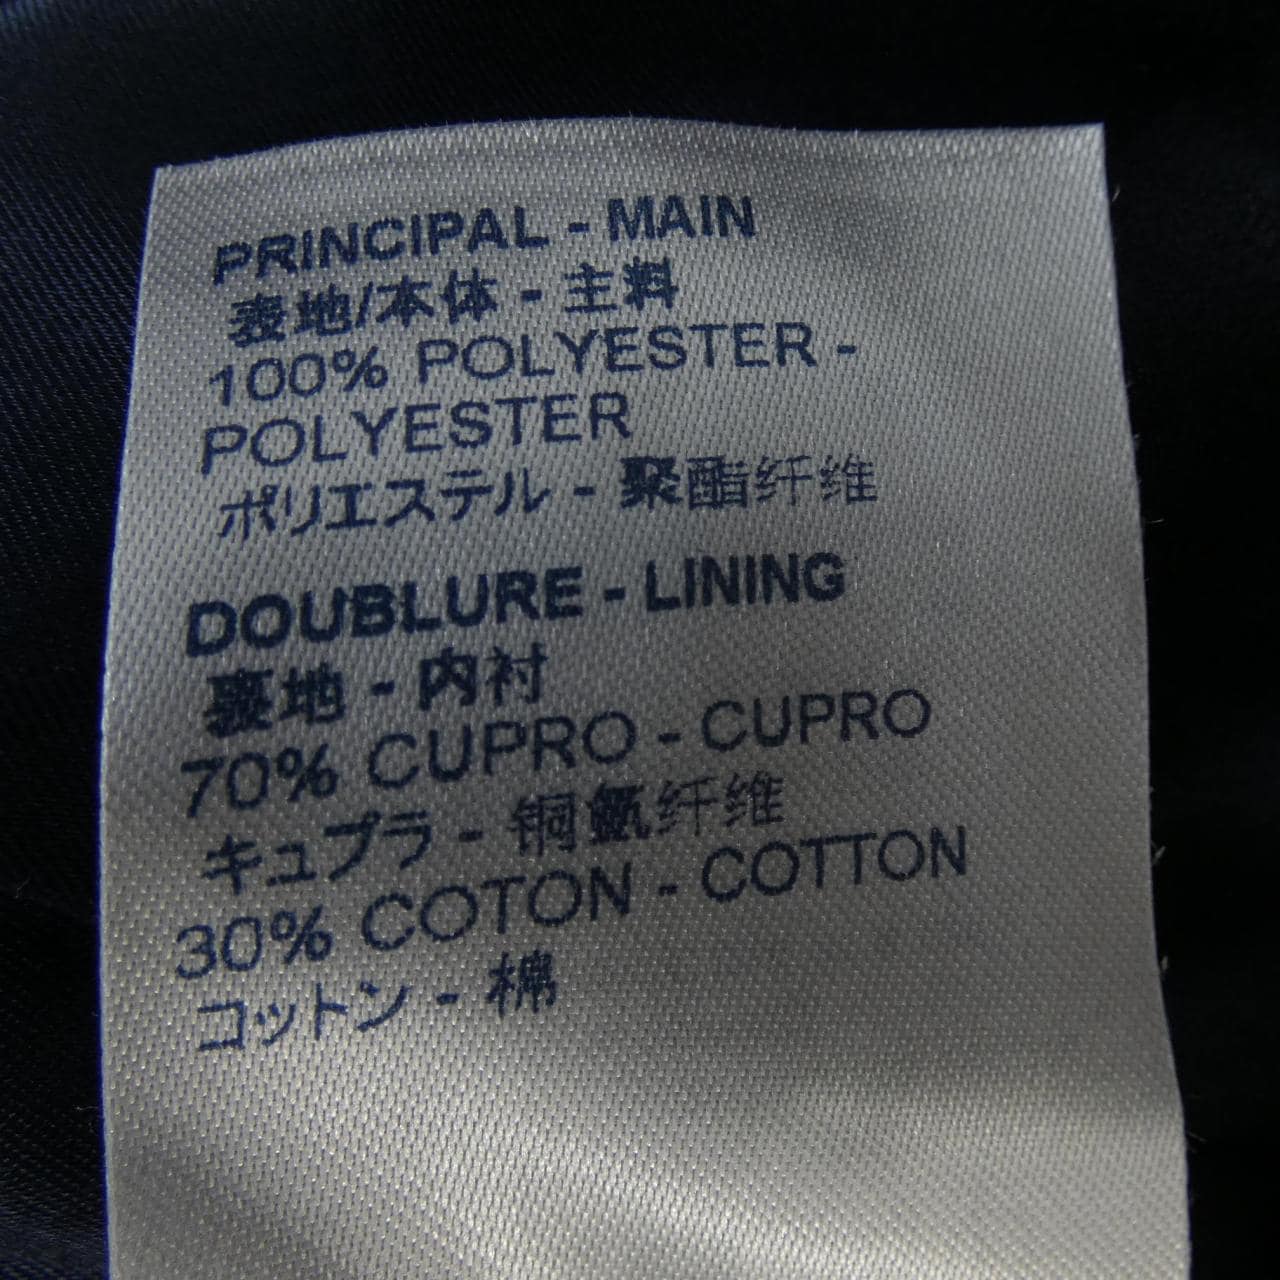 PRINCIPAL - MAIN
表地/本体 - 主料
100% POLYESTER -
POLYESTER
ポリエステル - 聚酯纤维
DOUBLURE - LINING
裏地 - 内衬
70% CUPRO - CUPRO
キュプラ - 铜氨纤维
30% COTON - COTTON
コットン - 棉